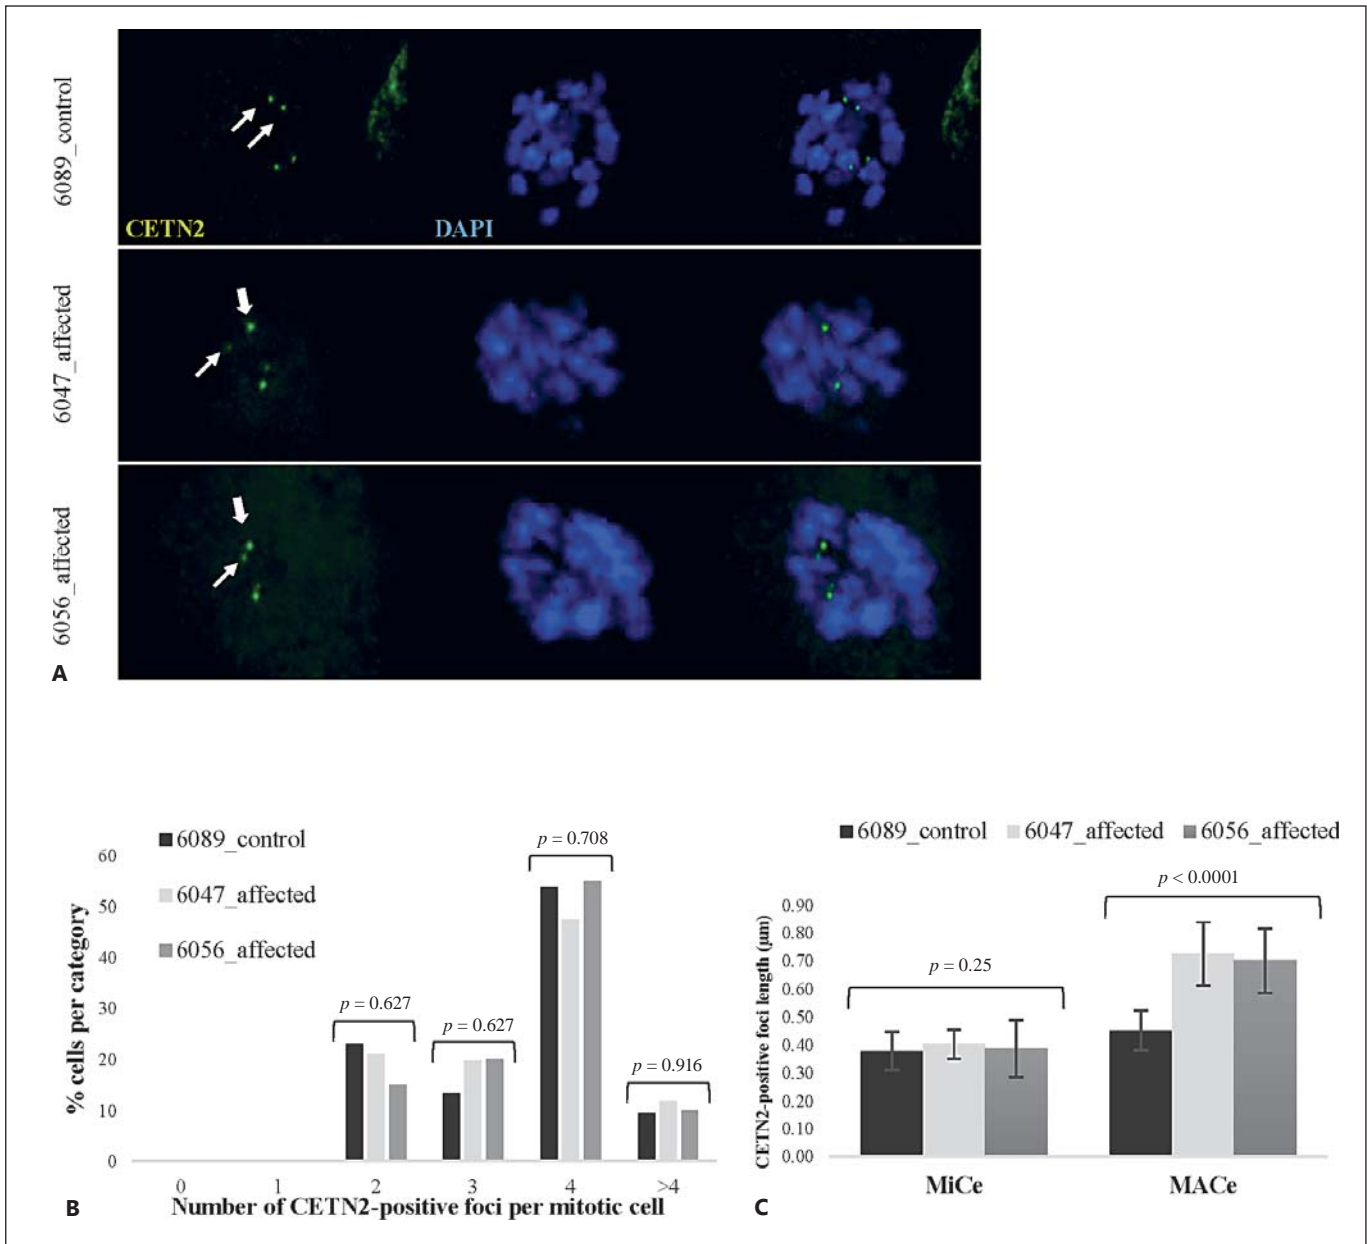 6089_control
CETN2
DAPI
6047_affected
6056_affected
A
6089_control
6047_affected
6056_affected
% cells per category
60
50
40
30
20
10
0
p = 0.627
p = 0.627
p = 0.708
p = 0.916
0 1 2 3 4 >4
Number of CETN2-positive foci per mitotic cell
B
6089_control 6047_affected 6056_affected
CETN2-positive foci length (µm)
0.90
0.80
0.70
0.60
0.50
0.40
0.30
0.20
0.10
0.00
p = 0.25
p < 0.0001
MiCe MACe
C